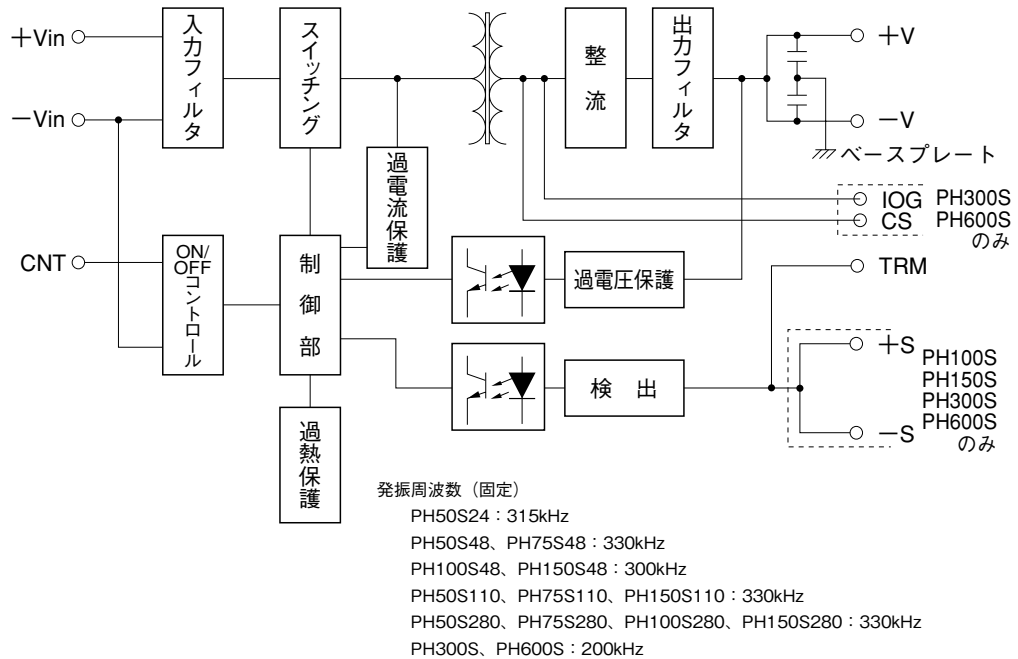 +Vin
−Vin
CNT
入力フィルタ
スイッチング
過電流保護
ON/
OFF
コントロール
制御部
過熱保護
整流
出力フィルタ
過電圧保護
検出
+V
−V
ベースプレート
IOG
CS
PH300S
PH600S
のみ
TRM
+S
−S
PH100S
PH150S
PH300S
PH600S
のみ
発振周波数（固定）
PH50S24：315kHz
PH50S48、PH75S48：330kHz
PH100S48、PH150S48：300kHz
PH50S110、PH75S110、PH150S110：330kHz
PH50S280、PH75S280、PH100S280、PH150S280：330kHz
PH300S、PH600S：200kHz